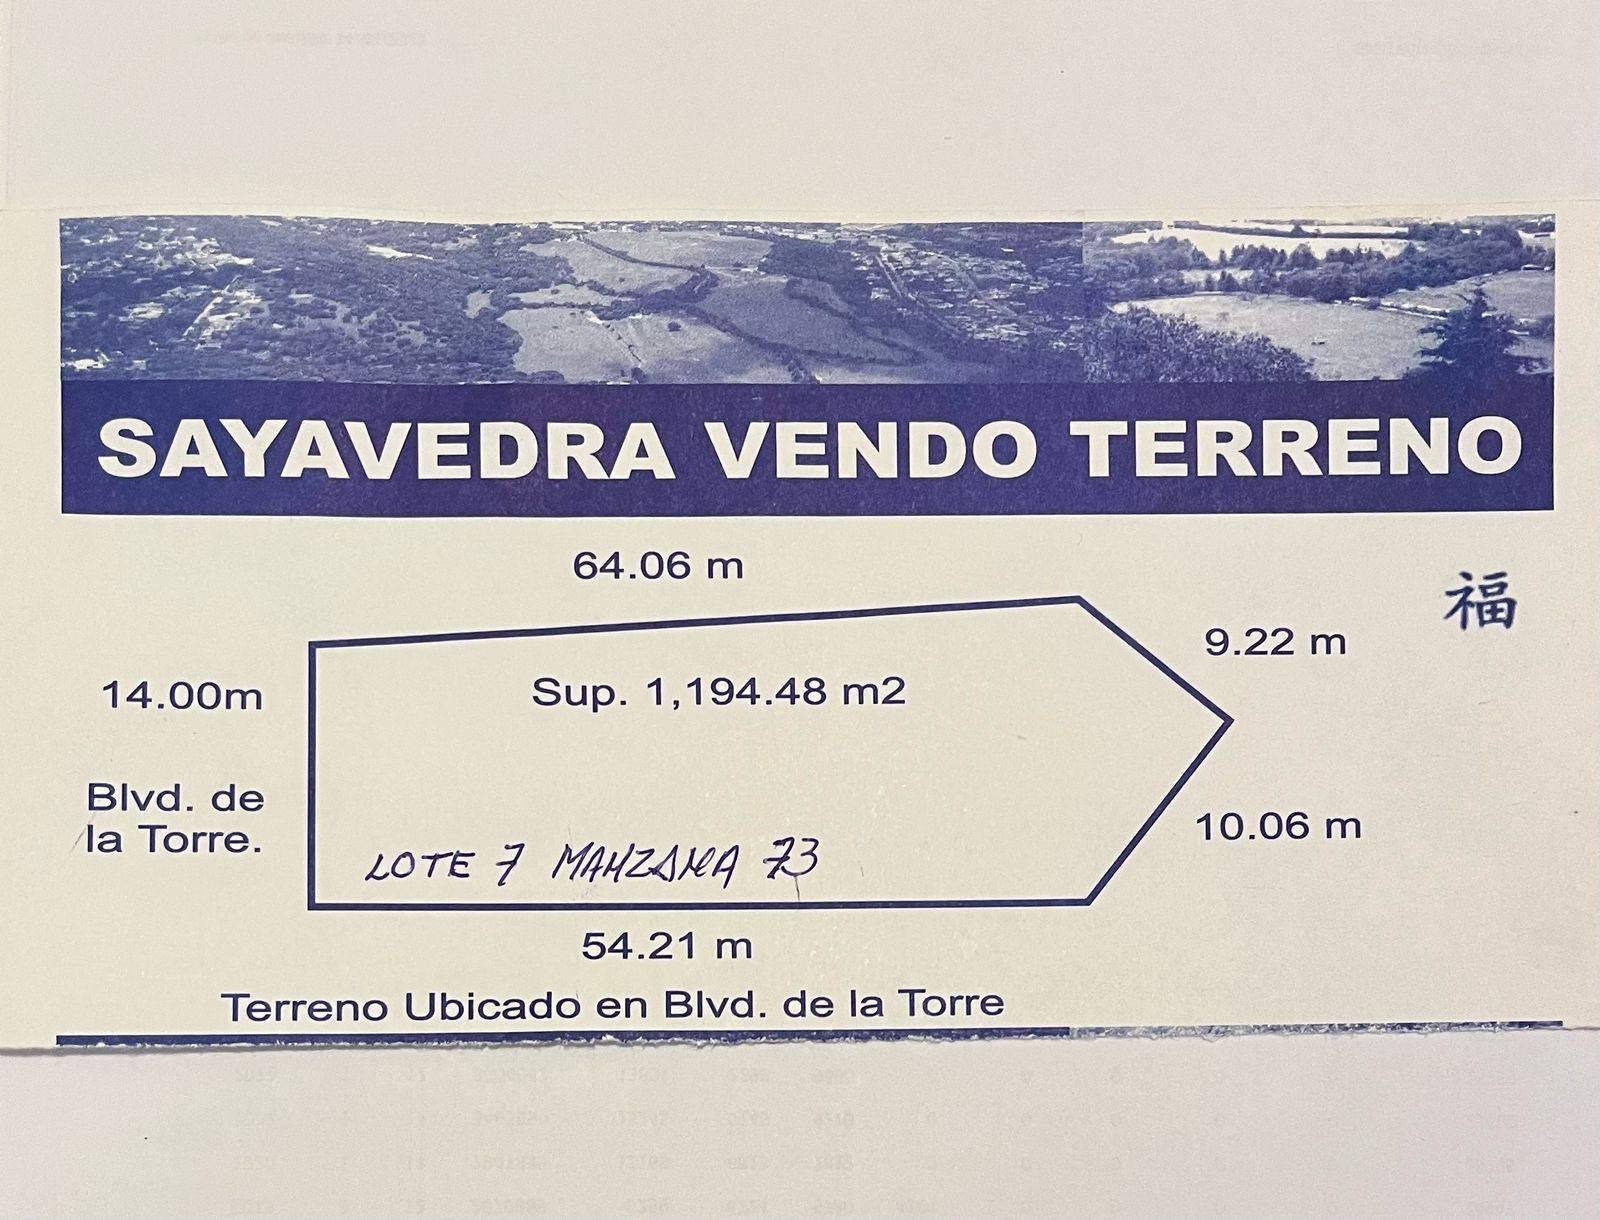 SAYAVEDRA VENDO TERRENO
64.06 m
福
9.22 m
14.00m
Sup. 1,194.48 m2
Blvd. de
la Torre.
10.06 m
LOTE 7 MANZANA 73
54.21 m
Terreno Ubicado en Blvd. de la Torre